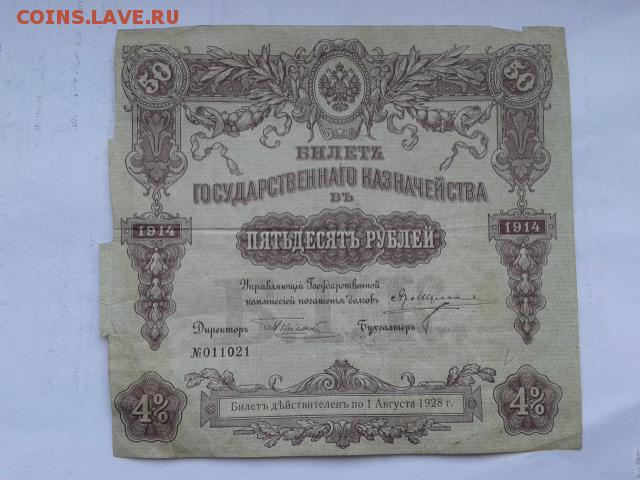 COINS.LAVE.RU
50 50
БИЛЕТЪ
ГОСУДАРСТВЕННАГО КАЗНАЧЕЙСТВА
ВЪ
1914 1914
ПЯТЬДЕСЯТЪ РУБЛЕЙ
Управляющій Государственной
коммиссіей погашенія долговъ
Директоръ Бухгалтеръ
№011021
4% 4%
Билетъ дѣйствителенъ по 1 Августа 1928 г.